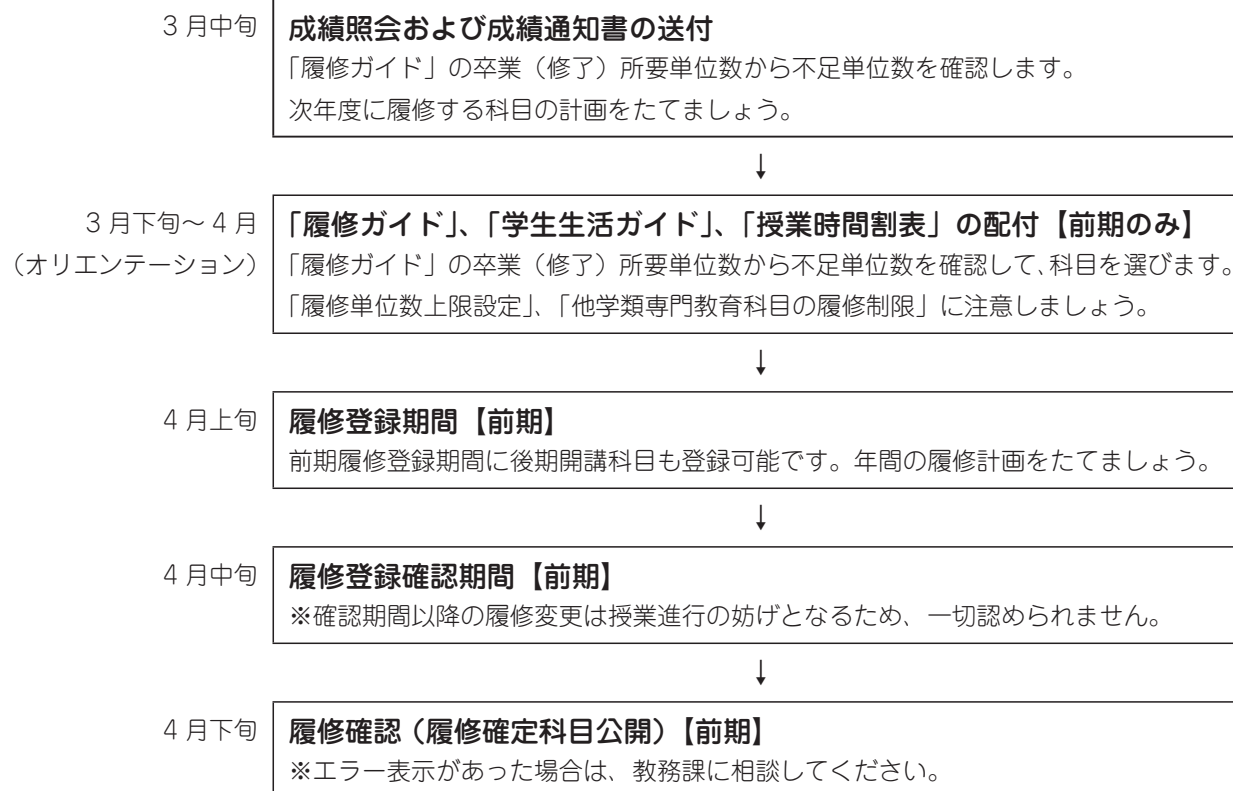 3月中旬
成績照会および成績通知書の送付
「履修ガイド」の卒業（修了）所要単位数から不足単位数を確認します。
次年度に履修する科目の計画をたてましょう。
↓
3月下旬～4月
（オリエンテーション）
「履修ガイド」、「学生生活ガイド」、「授業時間割表」の配付【前期のみ】
「履修ガイド」の卒業（修了）所要単位数から不足単位数を確認して、科目を選びます。
「履修単位数上限設定」、「他学類専門教育科目の履修制限」に注意しましょう。
↓
4月上旬
履修登録期間【前期】
前期履修登録期間に後期開講科目も登録可能です。年間の履修計画をたてましょう。
↓
4月中旬
履修登録確認期間【前期】
※確認期間以降の履修変更は授業進行の妨げとなるため、一切認められません。
↓
4月下旬
履修確認（履修確定科目公開）【前期】
※エラー表示があった場合は、教務課に相談してください。